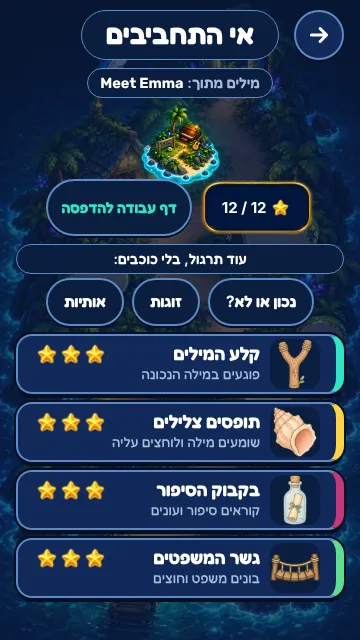 אי התחביבים
מילים מתוך: Meet Emma
12 / 12
דף עבודה להדפסה
עוד תרגול, בלי כוכבים:
נכון או לא?
זוגות
אותיות
קלע המילים
פוגעים במילה הנכונה
תופסים צלילים
שומעים מילה ולוחצים עליה
בקבוק הסיפור
קוראים סיפור ועונים
גשר המשפטים
בונים משפט וחוצים